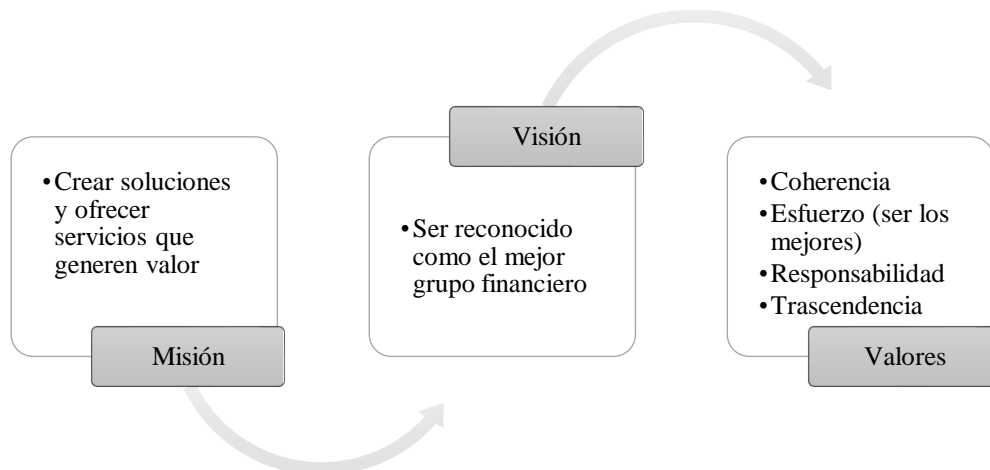 •Crear soluciones
y ofrecer
servicios que
generen valor
Misión
Visión
•Ser reconocido
como el mejor
grupo financiero
•Coherencia
•Esfuerzo (ser los
mejores)
•Responsabilidad
•Trascendencia
Valores